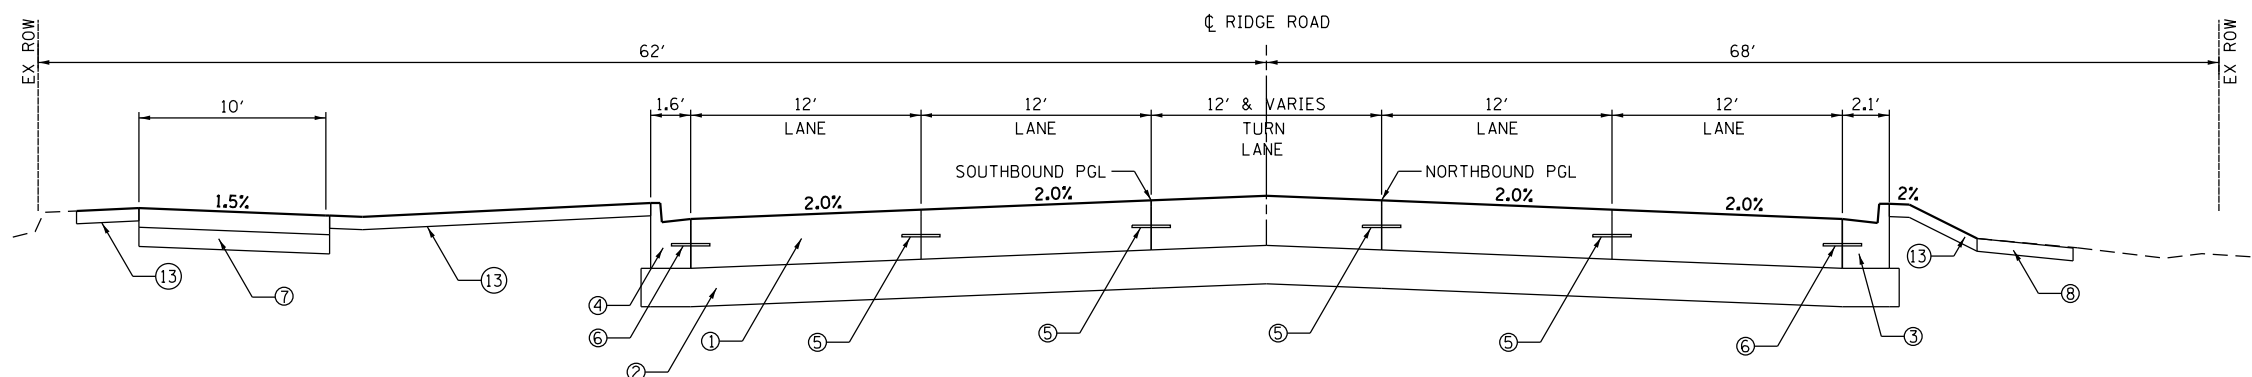 ℄ RIDGE ROAD
EX ROW
62'
68'
EX ROW
10'
1.6'
12'
LANE
12'
LANE
12' & VARIES
TURN
LANE
12'
LANE
12'
LANE
2.1'
SOUTHBOUND PGL
NORTHBOUND PGL
1.5%
2.0%
2.0%
2.0%
2.0%
2%
13
7
13
4
6
1
2
5
5
5
5
6
3
13
8